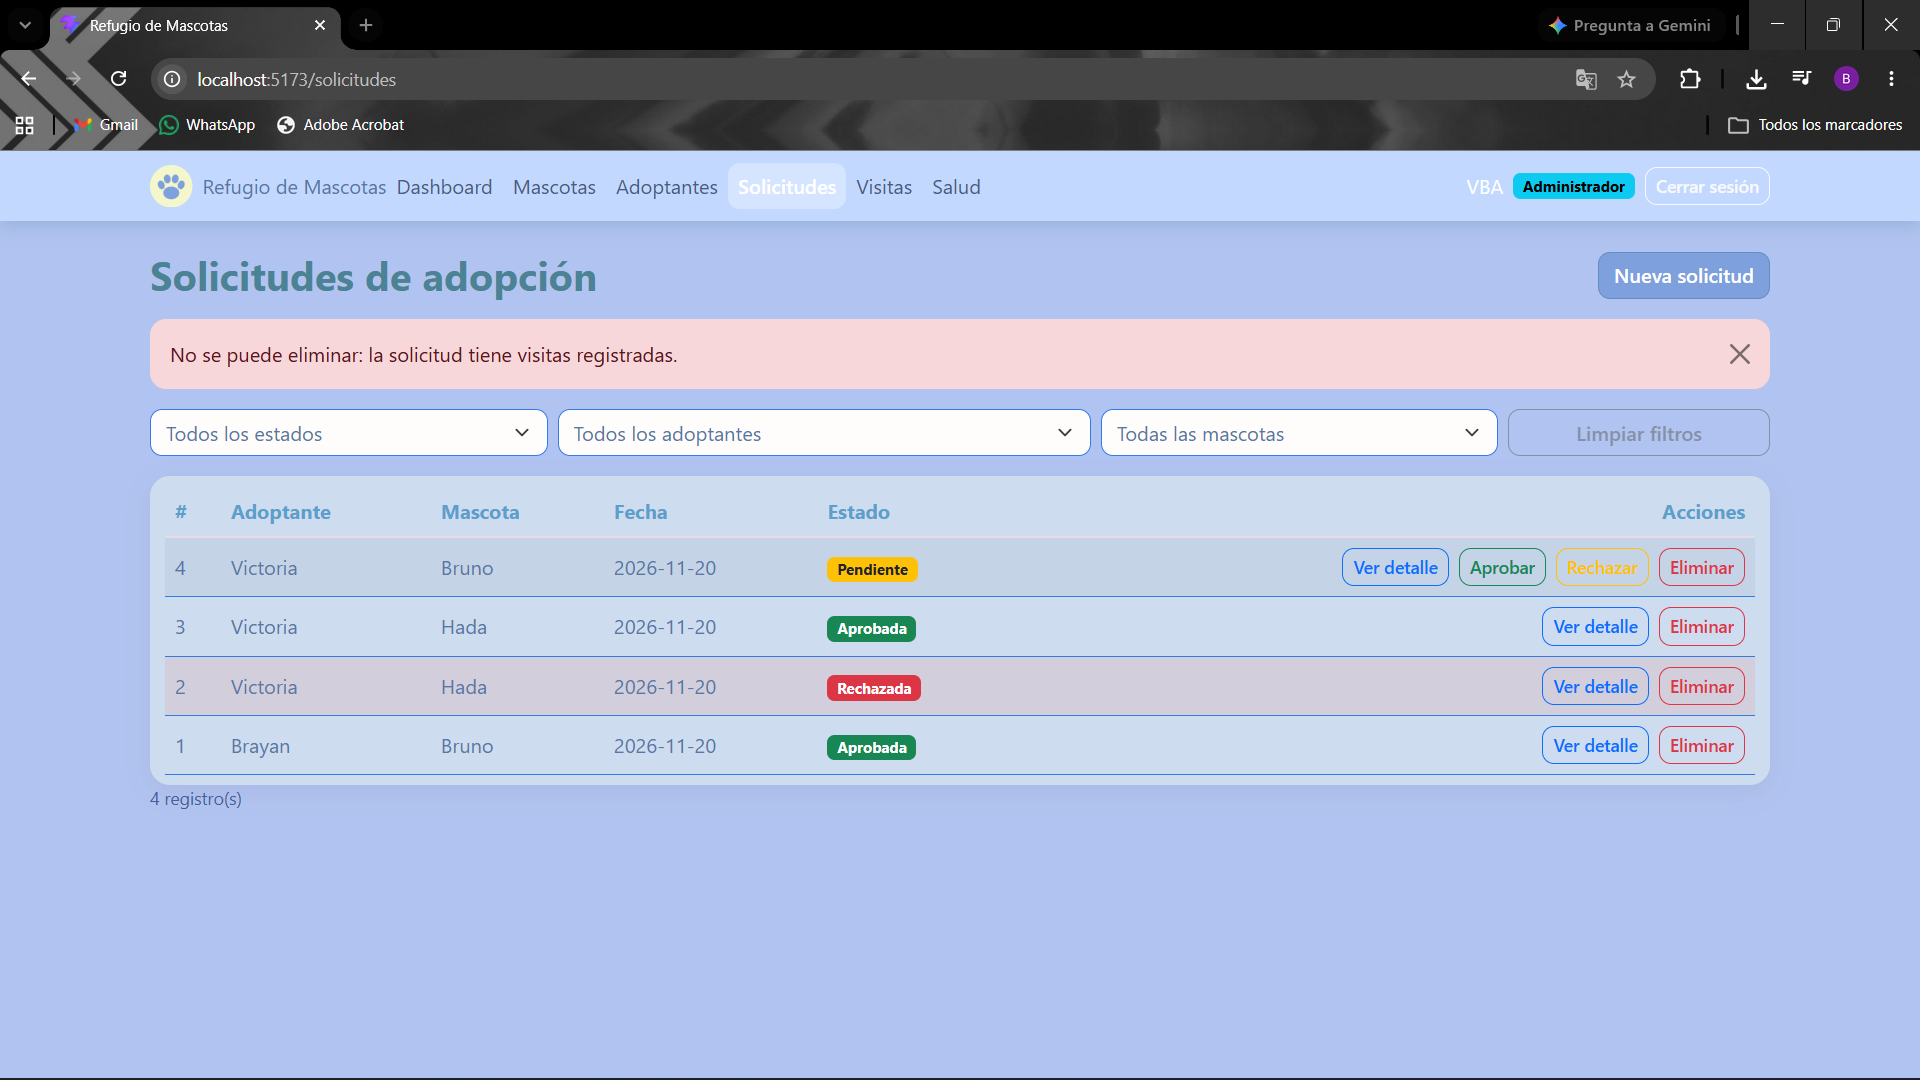 Refugio de Mascotas
Pregunta a Gemini
localhost:5173/solicitudes
B
Gmail
WhatsApp
Adobe Acrobat
Todos los marcadores
Refugio de Mascotas Dashboard Mascotas Adoptantes Solicitudes Visitas Salud
VBA Administrador Cerrar sesión
Solicitudes de adopción
Nueva solicitud
No se puede eliminar: la solicitud tiene visitas registradas.
Todos los estados Todos los adoptantes Todas las mascotas Limpiar filtros
# Adoptante Mascota Fecha Estado Acciones
4 Victoria Bruno 2026-11-20 Pendiente Ver detalle Aprobar Rechazar Eliminar
3 Victoria Hada 2026-11-20 Aprobada Ver detalle Eliminar
2 Victoria Hada 2026-11-20 Rechazada Ver detalle Eliminar
1 Brayan Bruno 2026-11-20 Aprobada Ver detalle Eliminar
4 registro(s)